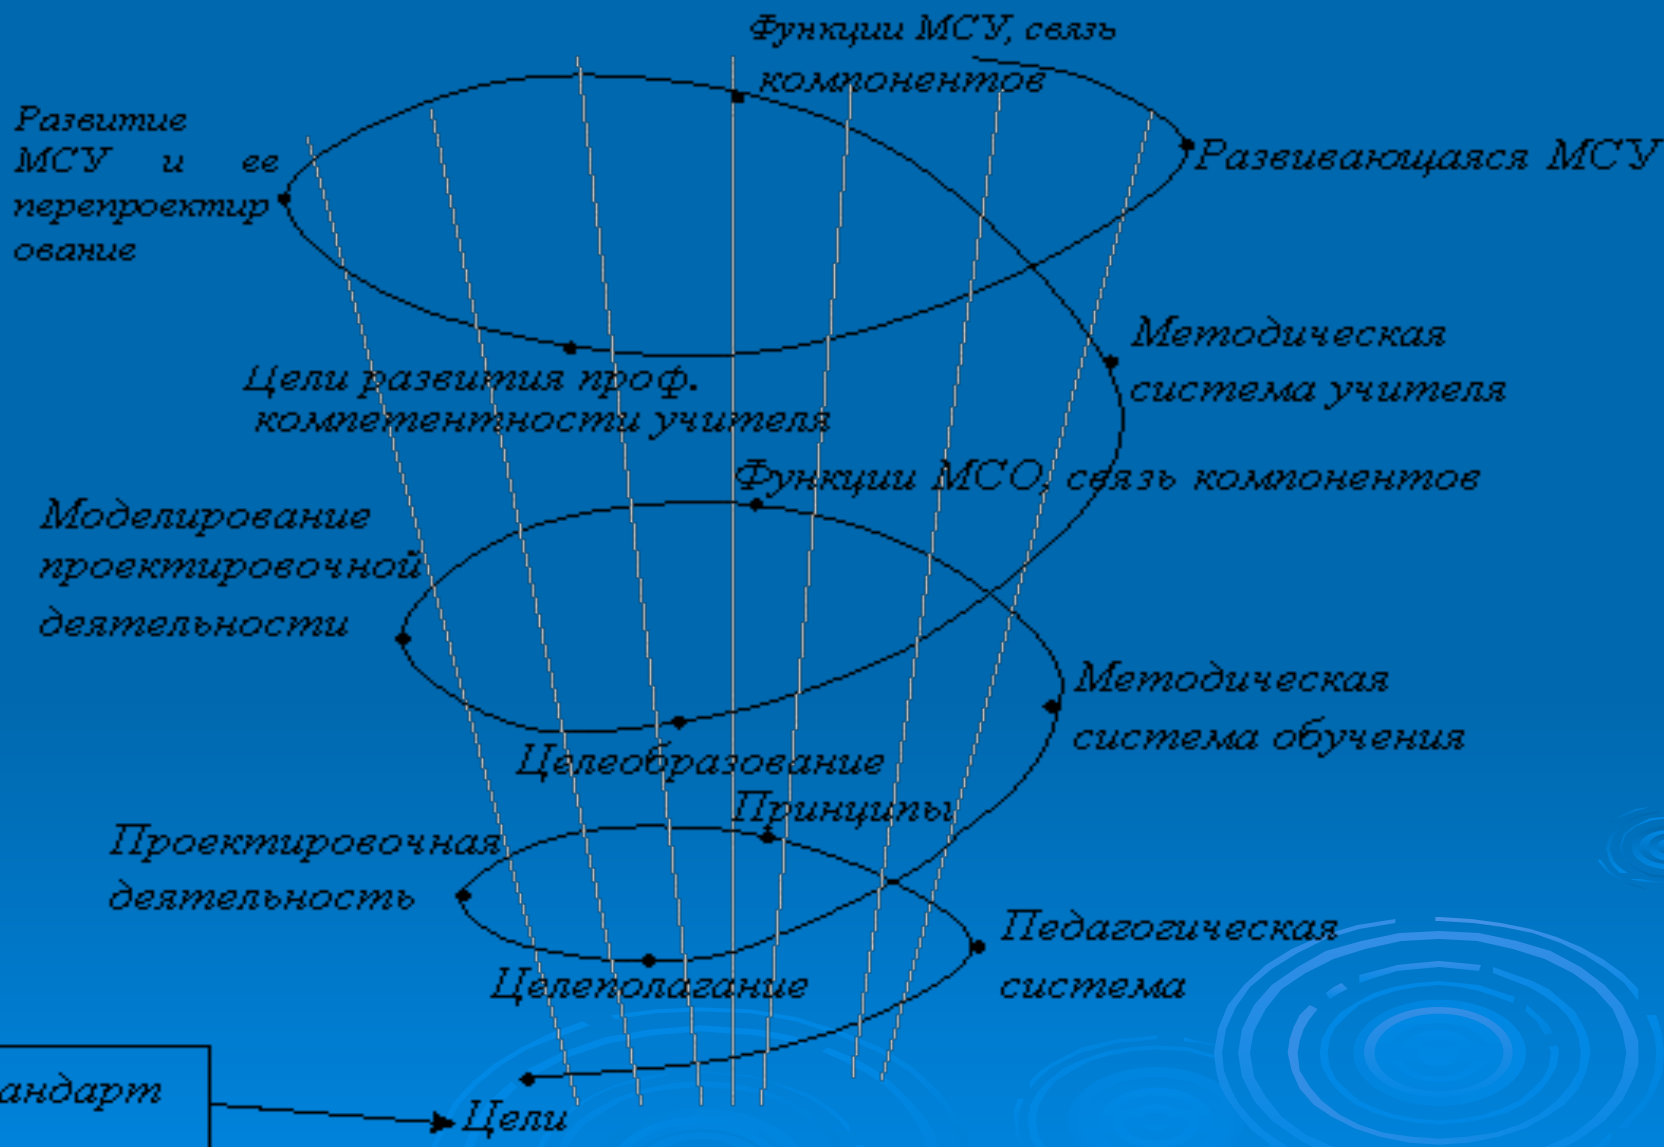 Функции МСУ, связь
компонентов
Развитие
МСУ и ее
перепроектир
ование
Развивающаяся МСУ
Методическая
система учителя
Цели развития проф.
компетентности учителя
Функции МСО, связь компонентов
Моделирование
проектировочной
деятельности
Методическая
система обучения
Целеобразование
Принципы
Проектировочная
деятельность
Педагогическая
система
Целеполагание
андарт
Цели